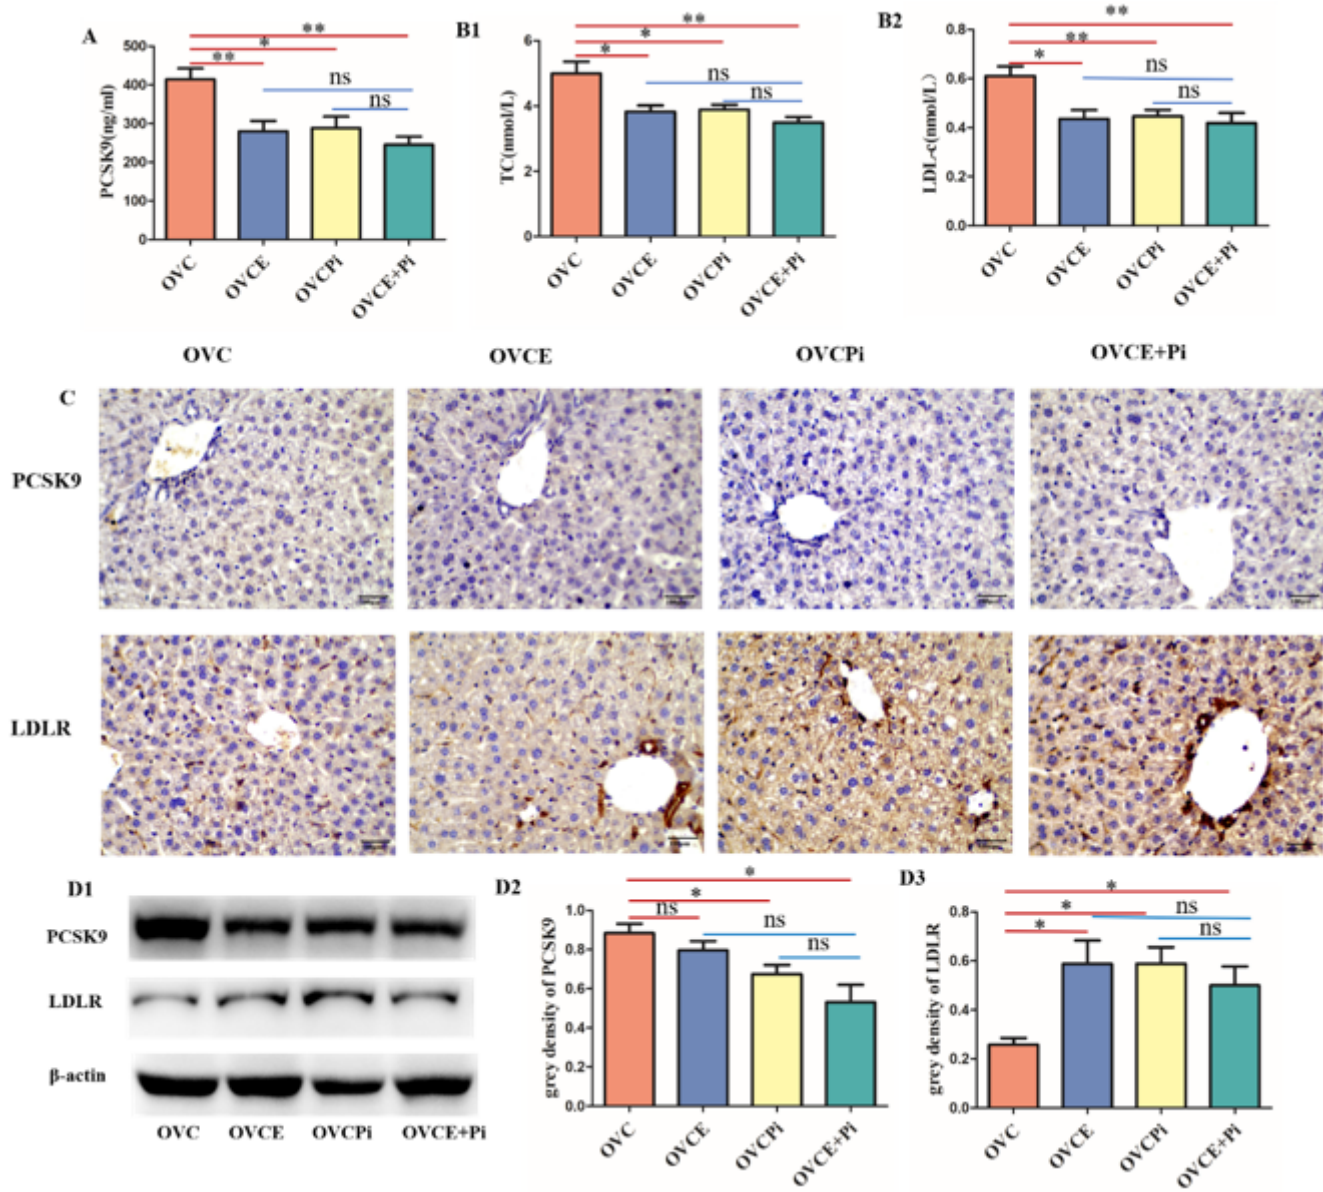 A
PCSK9(ng/ml)
500
400
300
200
100
0
**
*
**
ns
ns
OVC
OVCE
OVCPi
OVCE+Pi
B1
TC(nmol/L)
6
4
2
0
**
*
*
ns
ns
OVC
OVCE
OVCPi
OVCE+Pi
B2
LDL-c(nmol/L)
0.8
0.6
0.4
0.2
0.0
**
**
*
ns
ns
OVC
OVCE
OVCPi
OVCE+Pi
OVC OVCE OVCPi OVCE+Pi
C
PCSK9
LDLR
D1
PCSK9
LDLR
β-actin
OVC OVCE OVCPi OVCE+Pi
D2
grey density of PCSK9
1.0
0.8
0.6
0.4
0.2
0.0
*
*
ns
ns
ns
OVC
OVCE
OVCPi
OVCE+Pi
D3
grey density of LDLR
0.8
0.6
0.4
0.2
0.0
*
*
*
ns
ns
OVC
OVCE
OVCPi
OVCE+Pi